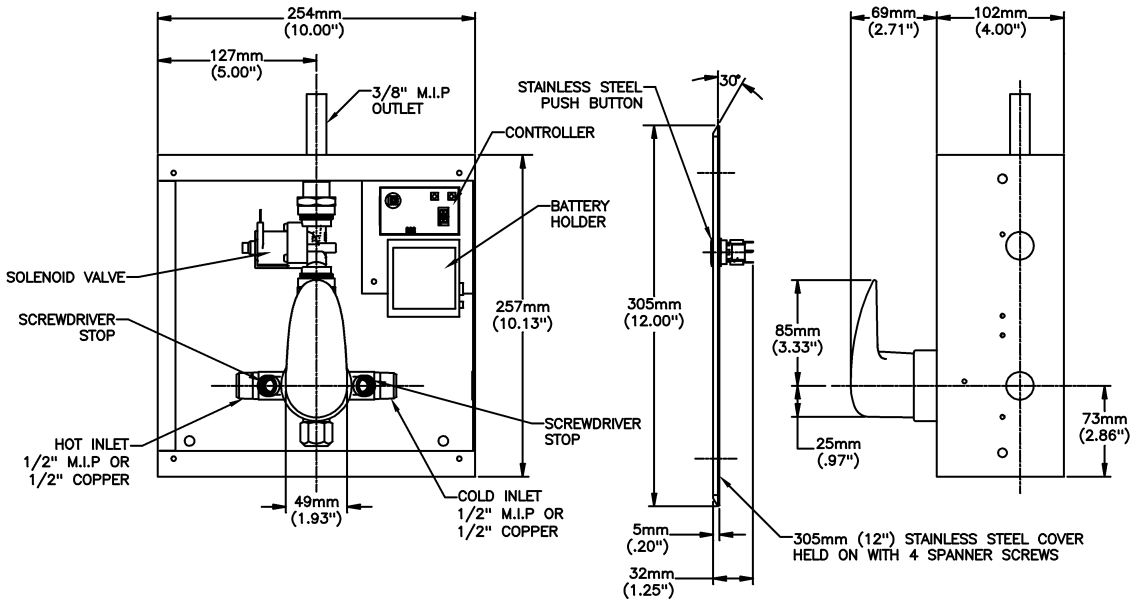 254mm
(10.00")
127mm
(5.00")
3/8" M.I.P
OUTLET
CONTROLLER
BATTERY
HOLDER
SOLENOID VALVE
SCREWDRIVER
STOP
257mm
(10.13")
HOT INLET
1/2" M.I.P OR
1/2" COPPER
49mm
(1.93")
SCREWDRIVER
STOP
COLD INLET
1/2" M.I.P OR
1/2" COPPER
STAINLESS STEEL
PUSH BUTTON
30°
305mm
(12.00")
5mm
(.20")
32mm
(1.25")
305mm (12") STAINLESS STEEL COVER
HELD ON WITH 4 SPANNER SCREWS
69mm
(2.71")
102mm
(4.00")
85mm
(3.33")
25mm
(.97")
73mm
(2.86")